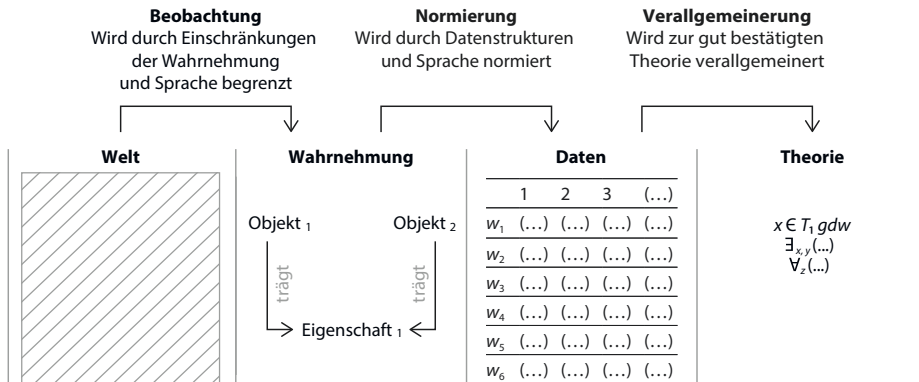 Beobachtung
Wird durch Einschränkungen
der Wahrnehmung
und Sprache begrenzt
Normierung
Wird durch Datenstrukturen
und Sprache normiert
Verallgemeinerung
Wird zur gut bestätigten
Theorie verallgemeinert
Welt
Wahrnehmung
Objekt 1
Objekt 2
trägt
trägt
Eigenschaft 1
Daten
1 2 3 (...)
w1 (...) (...) (...) (...)
w2 (...) (...) (...) (...)
w3 (...) (...) (...) (...)
w4 (...) (...) (...) (...)
w5 (...) (...) (...) (...)
w6 (...) (...) (...) (...)
Theorie
x ∈ T1 gdw
∃x, y (...)
∀z (...)